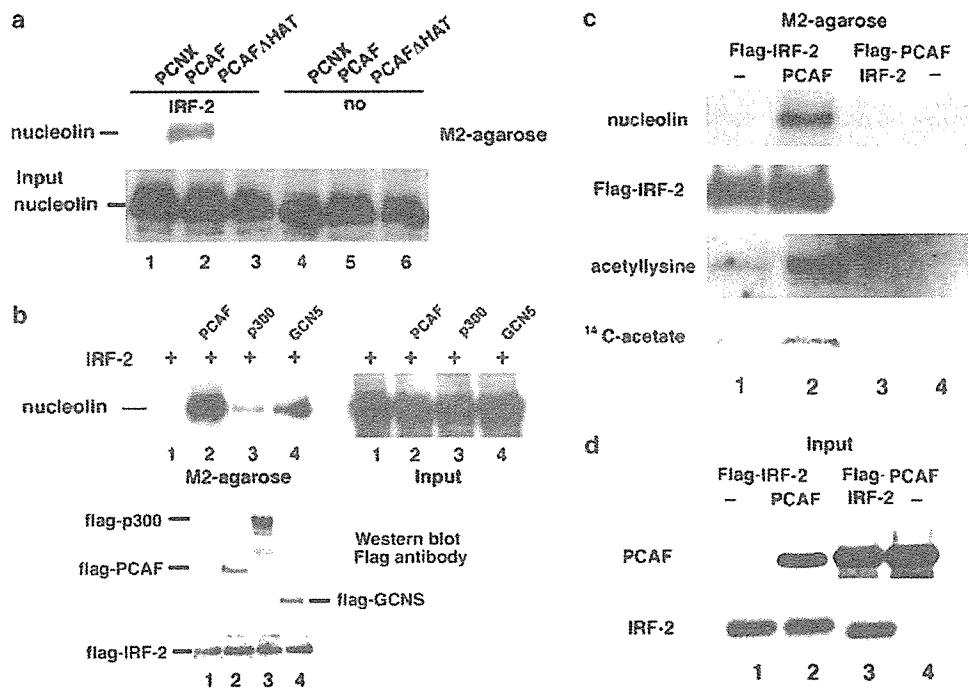 a
PCNX PCAF PCAFΔHAT PCNX PCAF PCAFΔHAT
IRF-2 no
nucleolin
M2-agarose
Input
nucleolin
1 2 3 4 5 6
b
PCAF p300 GCN5 PCAF p300 GCN5
IRF-2 + + + + + + + +
nucleolin
1 2 3 4 1 2 3 4
M2-agarose Input
flag-p300
Western blot
Flag antibody
flag-PCAF
flag-GCNS
flag-IRF-2
1 2 3 4
c
M2-agarose
Flag-IRF-2 Flag-PCAF
– PCAF IRF-2 –
nucleolin
Flag-IRF-2
acetyllysine
14 C-acetate
1 2 3 4
d
Input
Flag-IRF-2 Flag-PCAF
– PCAF IRF-2 –
PCAF
IRF-2
1 2 3 4